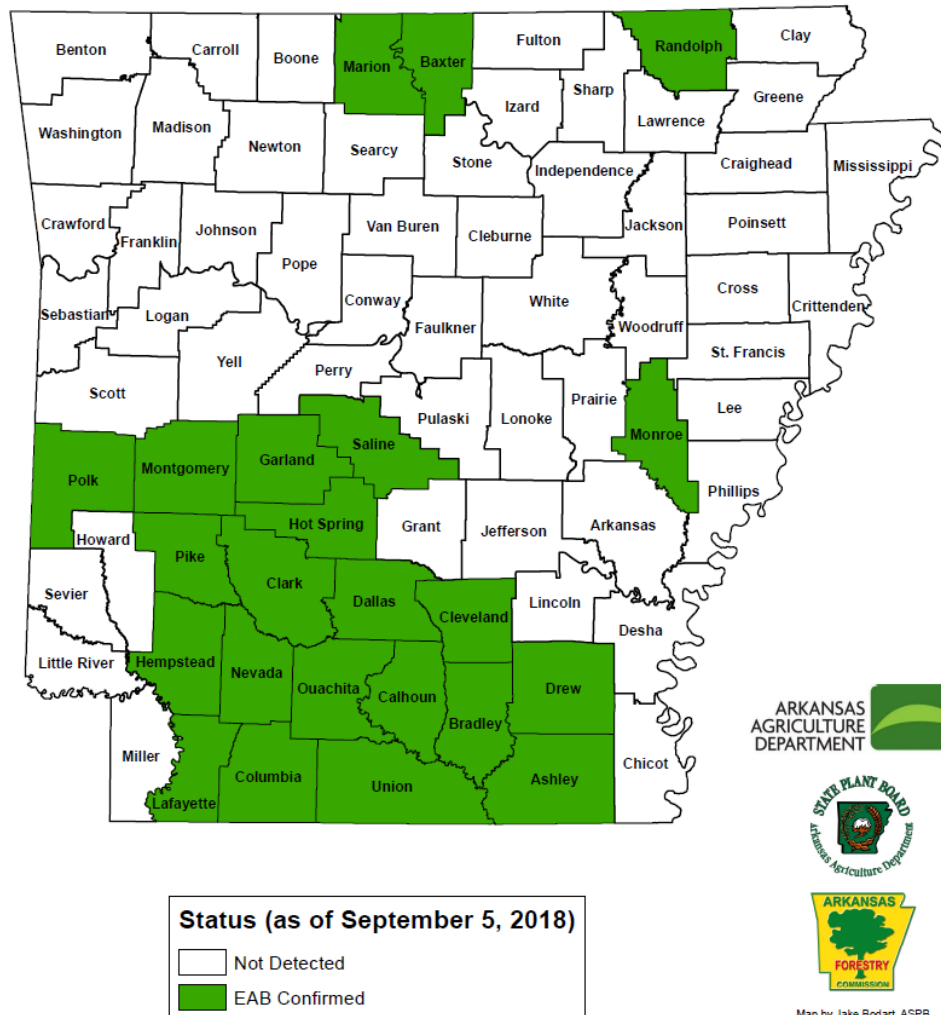 Benton
Carroll
Boone
Marion
Baxter
Fulton
Randolph
Clay
Sharp
Izard
Greene
Lawrence
Washington
Madison
Newton
Searcy
Stone
Independence
Craighead
Mississippi
Crawford
Franklin
Johnson
Pope
Van Buren
Cleburne
Jackson
Poinsett
Sebastian
Logan
Conway
Faulkner
White
Woodruff
Cross
Crittenden
St. Francis
Scott
Yell
Perry
Pulaski
Lonoke
Prairie
Monroe
Lee
Polk
Montgomery
Garland
Saline
Phillips
Howard
Hot Spring
Grant
Jefferson
Arkansas
Pike
Clark
Dallas
Cleveland
Lincoln
Sevier
Desha
Little River
Hempstead
Nevada
Ouachita
Calhoun
Bradley
Drew
Miller
Lafayette
Columbia
Union
Ashley
Chicot
ARKANSAS
AGRICULTURE
DEPARTMENT
STATE PLANT BOARD
Arkansas Agriculture Department
ARKANSAS
FORESTRY
COMMISSION
Status (as of September 5, 2018)
Not Detected
EAB Confirmed
Map by Jake Bodart, ASPB